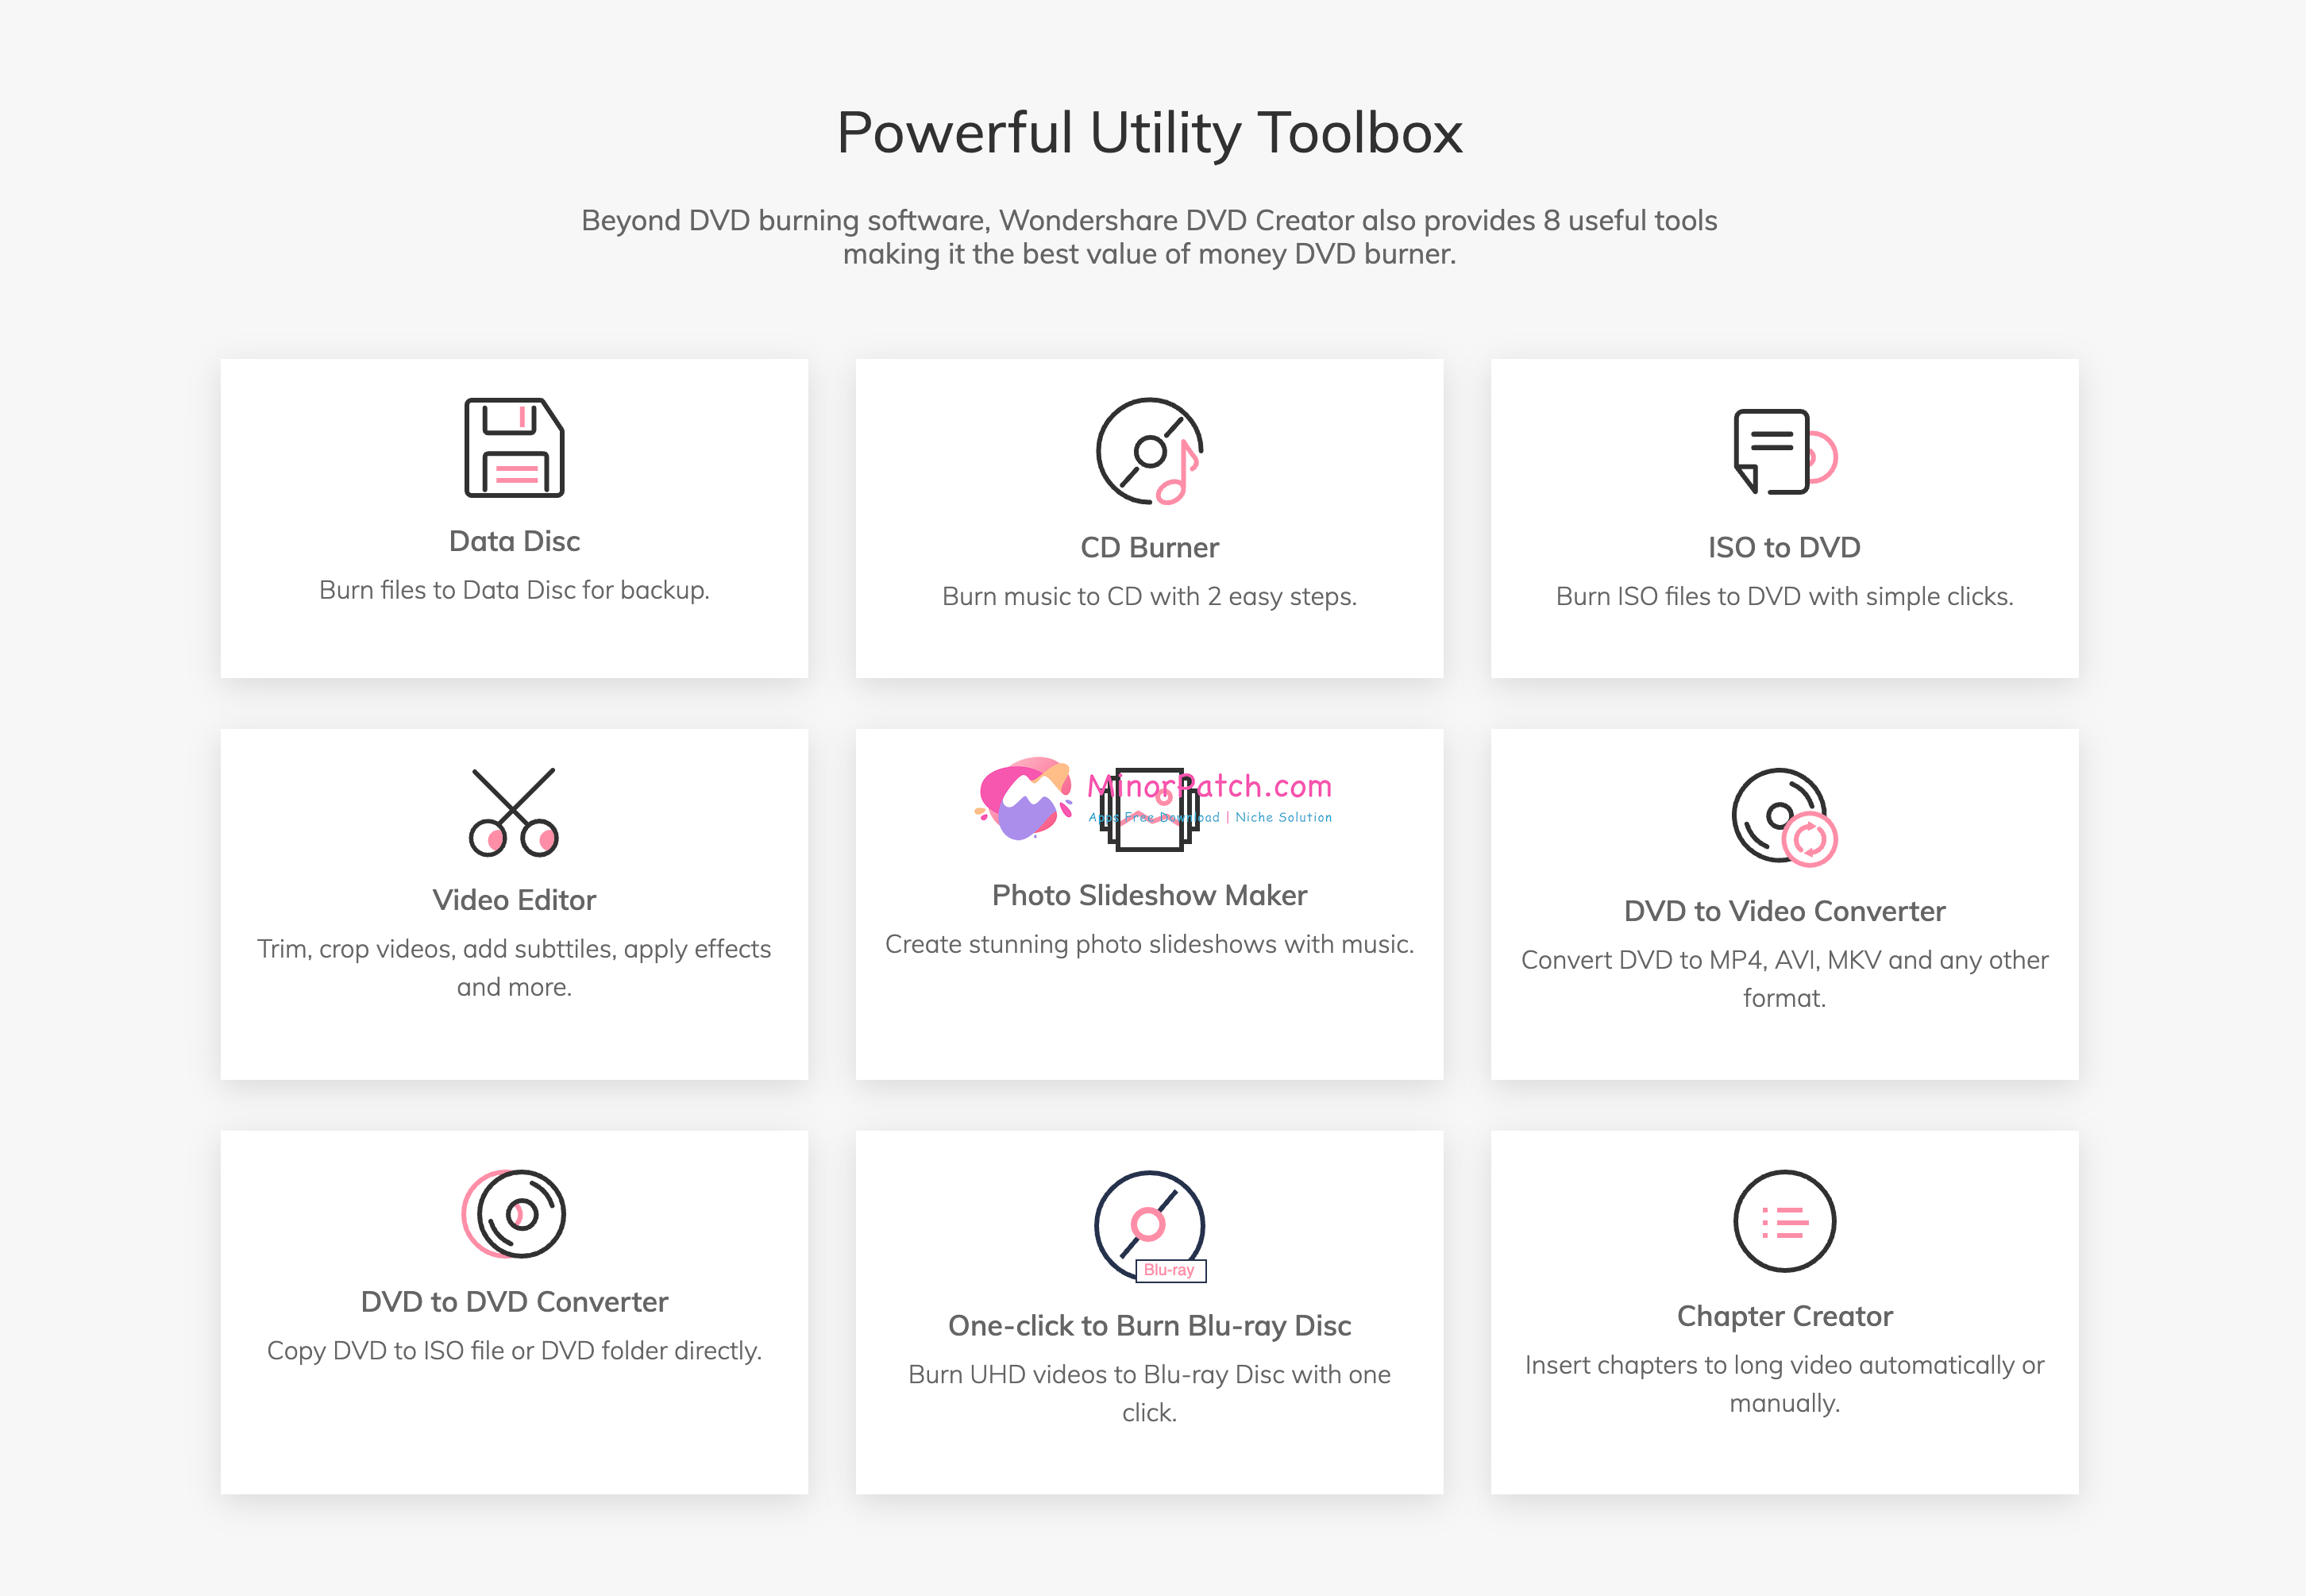 Powerful Utility Toolbox
Beyond DVD burning software, Wondershare DVD Creator also provides 8 useful tools
making it the best value of money DVD burner.
Data Disc
Burn files to Data Disc for backup.
CD Burner
Burn music to CD with 2 easy steps.
ISO to DVD
Burn ISO files to DVD with simple clicks.
Video Editor
Trim, crop videos, add subttiles, apply effects
and more.
MinorPatch.com
Apps Free Download | Niche Solution
Photo Slideshow Maker
Create stunning photo slideshows with music.
DVD to Video Converter
Convert DVD to MP4, AVI, MKV and any other
format.
DVD to DVD Converter
Copy DVD to ISO file or DVD folder directly.
Blu-ray
One-click to Burn Blu-ray Disc
Burn UHD videos to Blu-ray Disc with one
click.
Chapter Creator
Insert chapters to long video automatically or
manually.